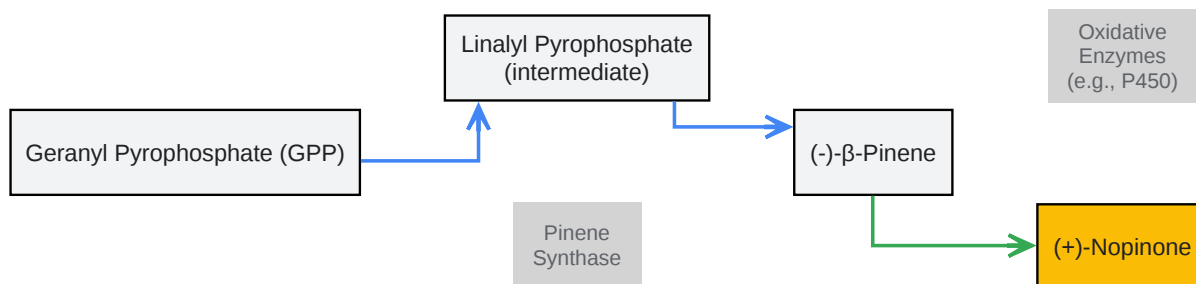 Linalyl Pyrophosphate
(intermediate)
Oxidative
Enzymes
(e.g., P450)
Geranyl Pyrophosphate (GPP)
(-)-β-Pinene
Pinene
Synthase
(+)-Nopinone